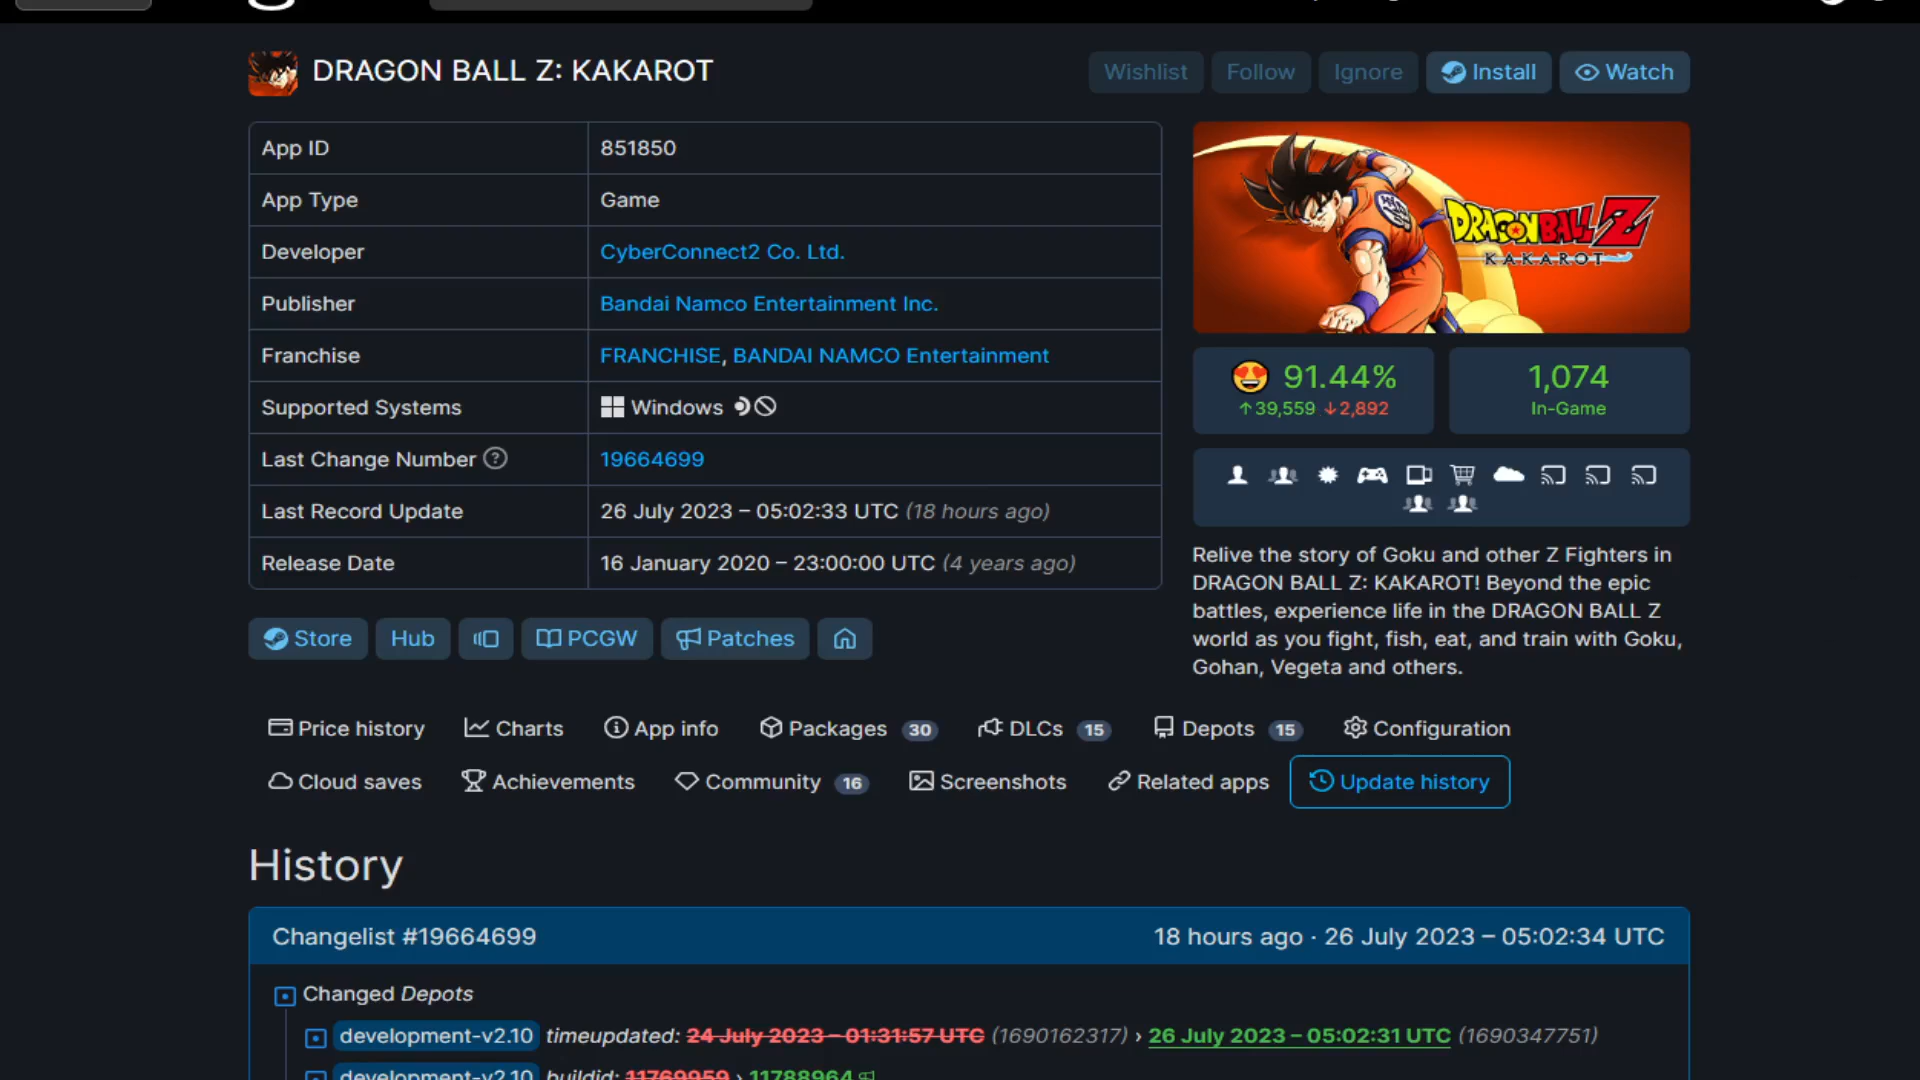 DRAGON BALL Z: KAKAROT
Wishlist Follow Ignore Install Watch
App ID 851850
App Type Game
Developer CyberConnect2 Co. Ltd.
Publisher Bandai Namco Entertainment Inc.
Franchise FRANCHISE, BANDAI NAMCO Entertainment
Supported Systems Windows
Last Change Number 19664699
Last Record Update 26 July 2023 – 05:02:33 UTC (18 hours ago)
Release Date 16 January 2020 – 23:00:00 UTC (4 years ago)
DRAGON BALL Z
KAKAROT
91.44%
↑39,559 ↓2,892
1,074
In-Game
Relive the story of Goku and other Z Fighters in
DRAGON BALL Z: KAKAROT! Beyond the epic
battles, experience life in the DRAGON BALL Z
world as you fight, fish, eat, and train with Goku,
Gohan, Vegeta and others.
Store Hub PCGW Patches
Price history Charts App info Packages 30 DLCs 15 Depots 15 Configuration
Cloud saves Achievements Community 16 Screenshots Related apps Update history
History
Changelist #19664699 18 hours ago · 26 July 2023 – 05:02:34 UTC
Changed Depots
development-v2.10 timeupdated: 24 July 2023 – 01:31:57 UTC (1690162317) › 26 July 2023 – 05:02:31 UTC (1690347751)
development-v2.10 buildid: 11769959 › 11788964